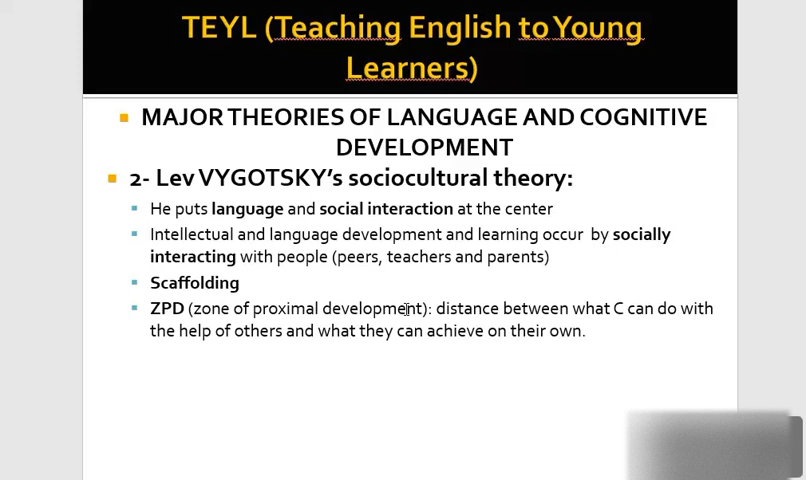 TEYL (Teaching English to Young
Learners)
MAJOR THEORIES OF LANGUAGE AND COGNITIVE
DEVELOPMENT
2- Lev VYGOTSKY's sociocultural theory:
He puts language and social interaction at the center
Intellectual and language development and learning occur by socially
interacting with people (peers, teachers and parents)
Scaffolding
ZPD (zone of proximal development): distance between what C can do with
the help of others and what they can achieve on their own.